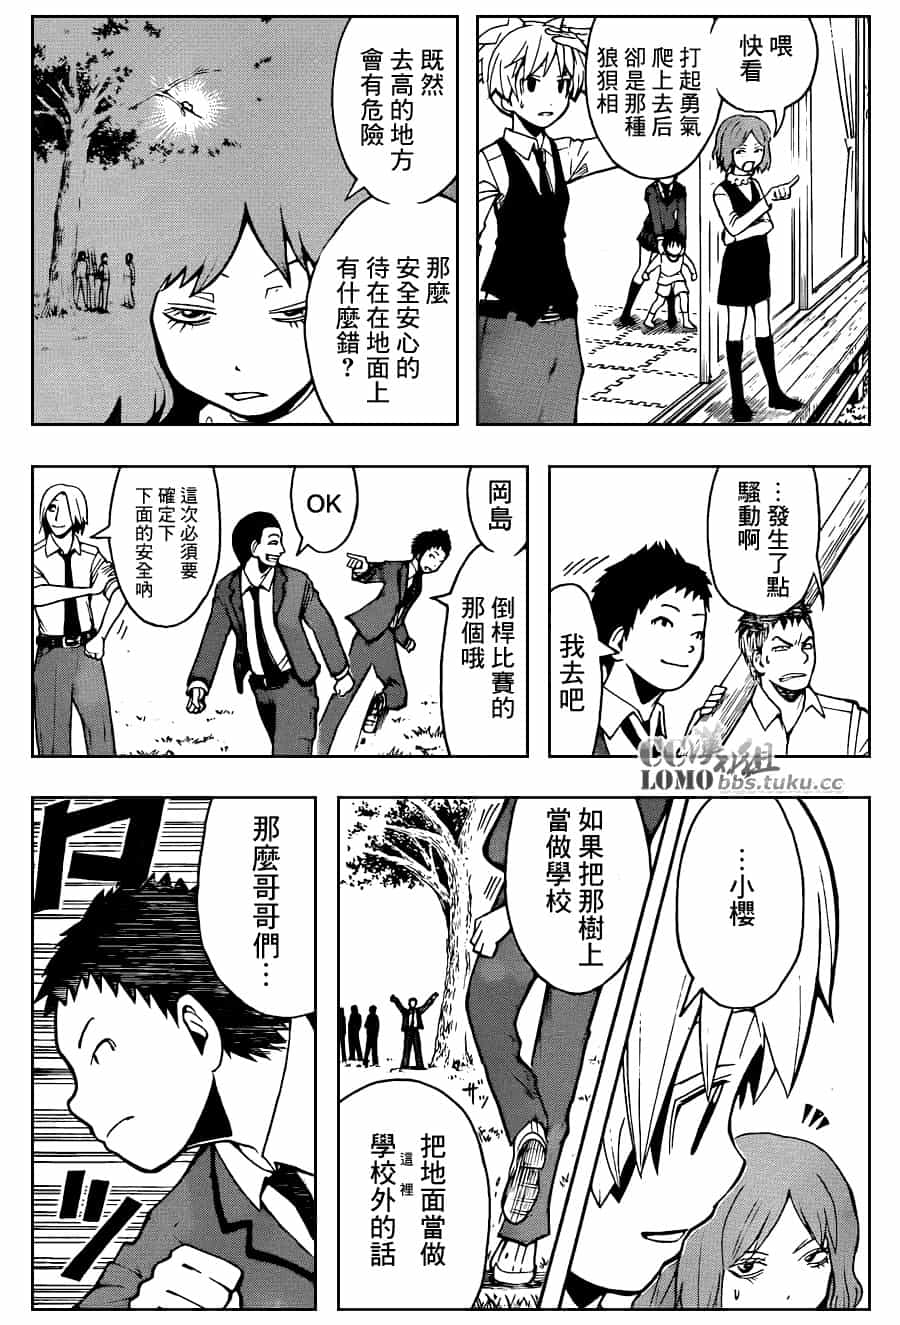 喂
快看
打起勇氣
爬上去后
卻是那種
狼狽相
既然
去高的地方
會有危險
那麼
安全安心的
待在在地面上
有什麼錯？
…發生了點
騷動啊
我去吧
岡島
倒桿比賽的
那個哦
OK
這次必須要
確定下
下面的安全吶
CC漢化組
LOMO bbs.tuku.cc
…小櫻
如果把那樹上
當做學校
把地面當做
這裡
學校外的話
サッ
那麼哥哥們…